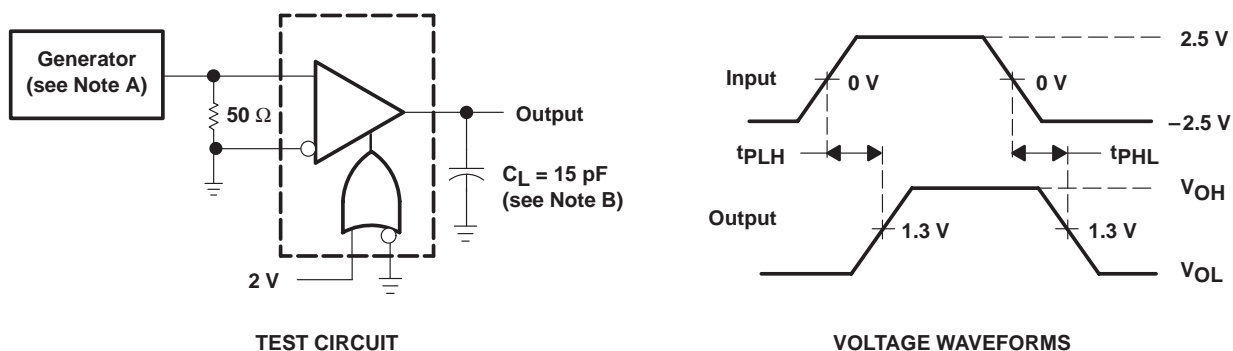 Generator
(see Note A)
50 Ω
Output
CL = 15 pF
(see Note B)
2 V
TEST CIRCUIT
2.5 V
Input
0 V
0 V
−2.5 V
tPLH
tPHL
VOH
Output
1.3 V
1.3 V
VOL
VOLTAGE WAVEFORMS